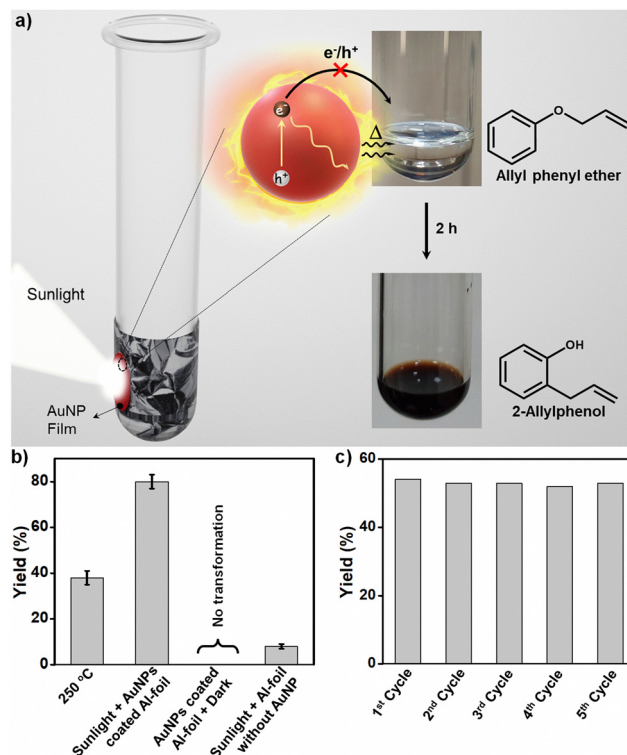 a)
e⁻/h⁺
e⁻
h⁺
Δ
Allyl phenyl ether
O
2 h
Sunlight
AuNP
Film
OH
2-Allylphenol
b)
Yield (%)
80
60
40
20
0
No transformation
250 °C
Sunlight + AuNPs
coated Al-foil
AuNPs coated
Al-foil + Dark
Sunlight + Al-foil
without AuNP
c)
Yield (%)
60
40
20
0
1st Cycle
2nd Cycle
3rd Cycle
4th Cycle
5th Cycle